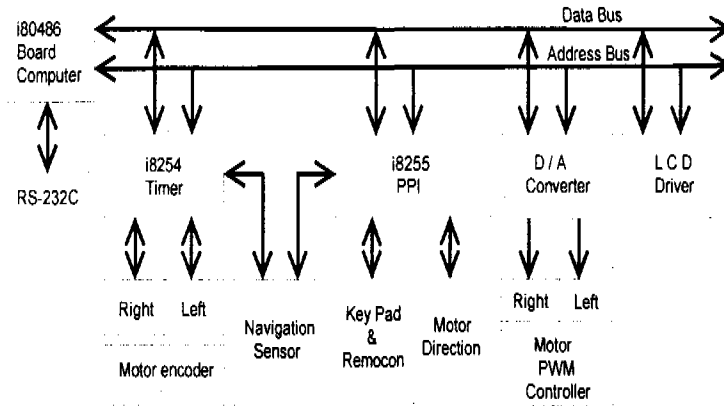 i80486
Board
Computer
Data Bus
Address Bus
RS-232C
i8254
Timer
i8255
PPI
D / A
Converter
L C D
Driver
Right
Left
Motor encoder
Navigation
Sensor
Key Pad
&
Remocon
Motor
Direction
Right
Left
Motor
PWM
Controller